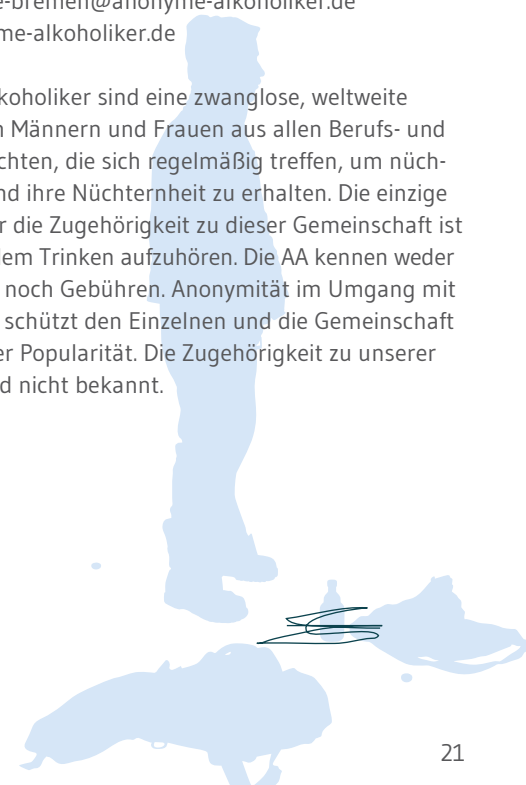 e-bremen@anonyme-alkoholiker.de
me-alkoholiker.de
koholiker sind eine zwanglose, weltweite
n Männern und Frauen aus allen Berufs- und
chten, die sich regelmäßig treffen, um nüch-
nd ihre Nüchternheit zu erhalten. Die einzige
r die Zugehörigkeit zu dieser Gemeinschaft ist
dem Trinken aufzuhören. Die AA kennen weder
noch Gebühren. Anonymität im Umgang mit
schützt den Einzelnen und die Gemeinschaft
er Popularität. Die Zugehörigkeit zu unserer
d nicht bekannt.
21